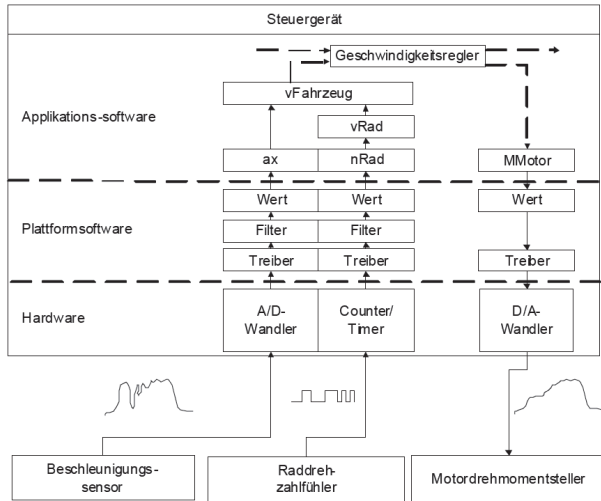 Steuergerät
Geschwindigkeitsregler
vFahrzeug
Applikations-software
vRad
ax nRad MMotor
Wert Wert Wert
Plattformsoftware
Filter Filter
Treiber Treiber Treiber
Hardware
A/D-
Wandler
Counter/
Timer
D/A-
Wandler
Beschleunigungs-
sensor
Raddreh-
zahlfühler
Motordrehmomentsteller